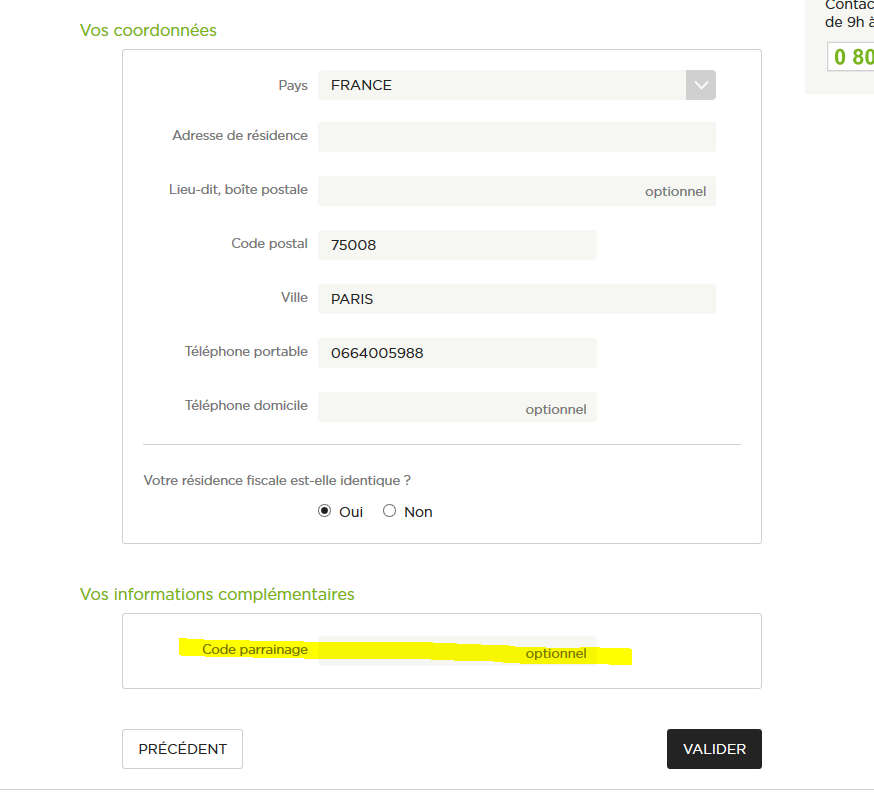 Contac
de 9h à
0 80
Vos coordonnées
Pays FRANCE
Adresse de résidence
Lieu-dit, boîte postale optionnel
Code postal 75008
Ville PARIS
Téléphone portable 0664005988
Téléphone domicile optionnel
Votre résidence fiscale est-elle identique ?
Oui Non
Vos informations complémentaires
Code parrainage optionnel
PRÉCÉDENT VALIDER